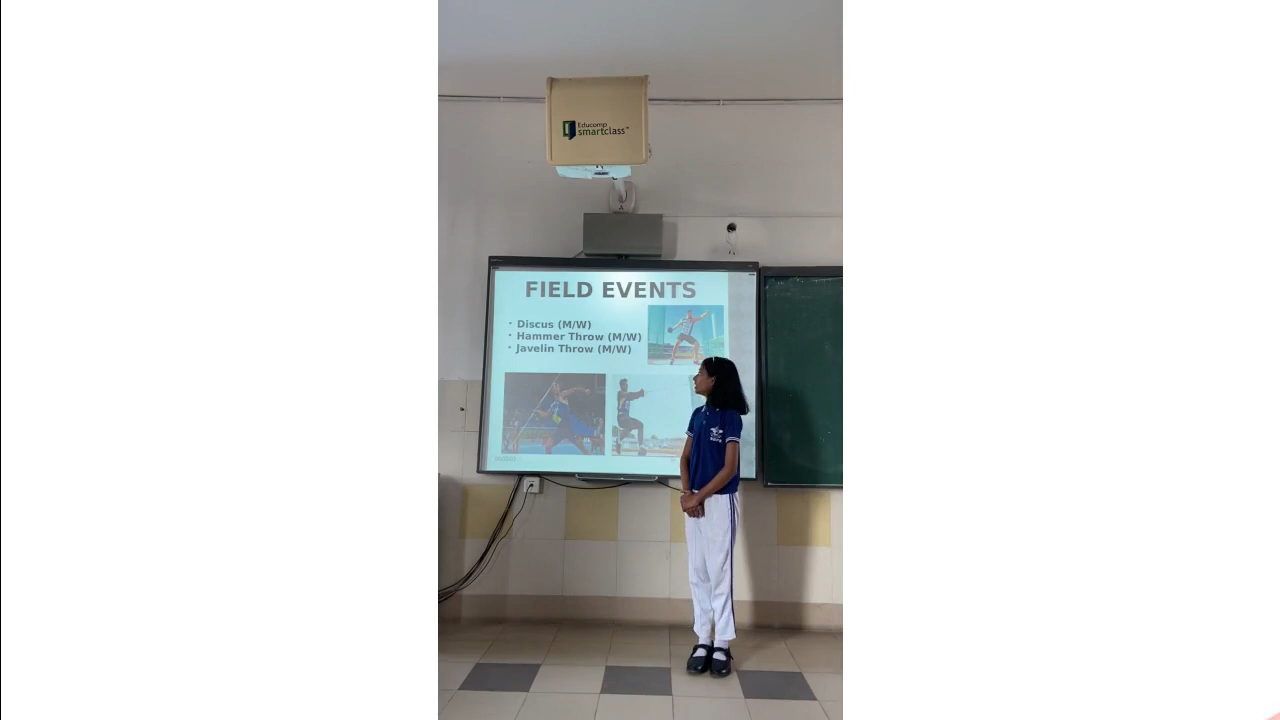 Educomp
smartclass
FIELD EVENTS
• Discus (M/W)
• Hammer Throw (M/W)
• Javelin Throw (M/W)